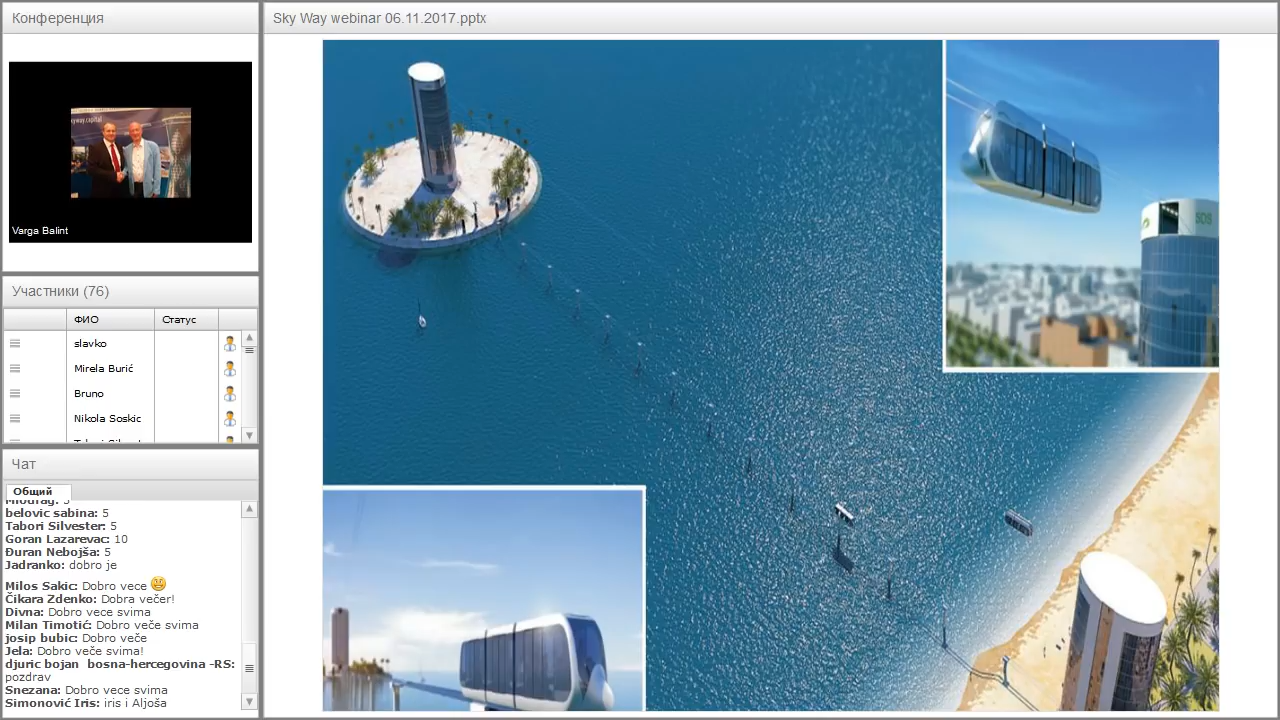 Конференция
Sky Way webinar 06.11.2017.pptx
skyway.capital
Varga Balint
Участники (76)
ФИО
Статус
slavko
Mirela Burić
Bruno
Nikola Soskic
Чат
Общий
Miodrag: 5
belovic sabina: 5
Tabori Silvester: 5
Goran Lazarevac: 10
Đuran Nebojša: 5
Jadranko: dobro je
Milos Sakic: Dobro vece
Čikara Zdenko: Dobra večer!
Divna: Dobro vece svima
Milan Timotić: Dobro veče svima
josip bubic: Dobro veče
Jela: Dobro veče svima!
djuric bojan bosna-hercegovina -RS:
pozdrav
Snezana: Dobro vece svima
Simonović Iris: iris i Aljoša